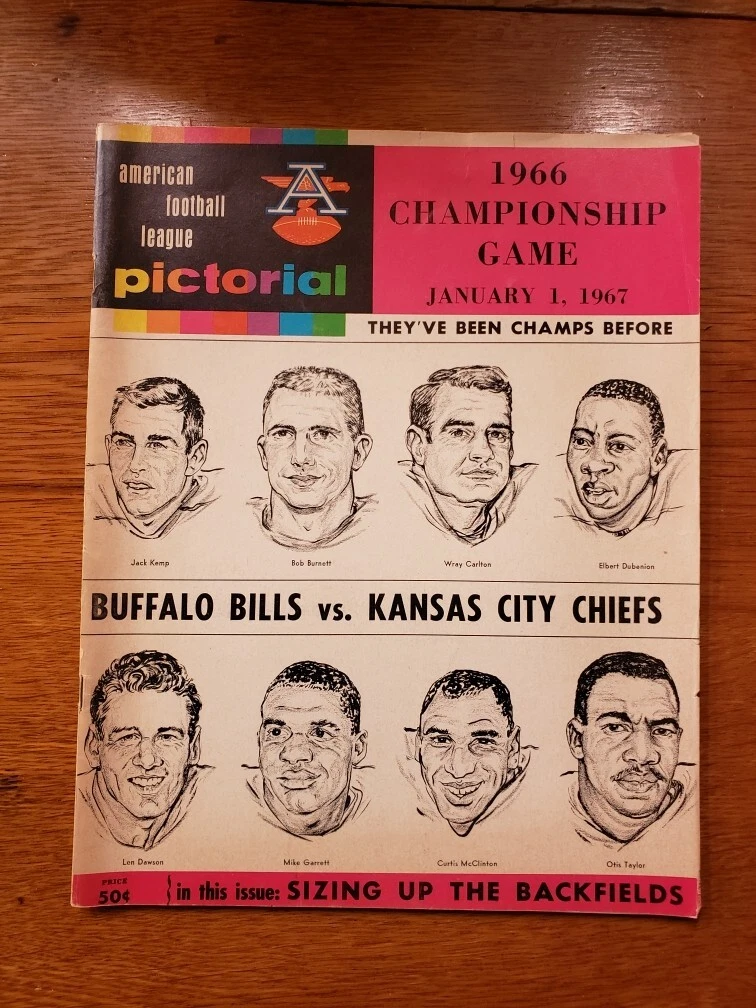 american
football
league
pictorial
A
1966
CHAMPIONSHIP
GAME
JANUARY 1, 1967
THEY'VE BEEN CHAMPS BEFORE
Jack Kemp
Bob Burnett
Wray Carlton
Elbert Dubenion
BUFFALO BILLS vs. KANSAS CITY CHIEFS
Len Dawson
Mike Garrett
Curtis McClinton
Otis Taylor
PRICE
50¢
in this issue: SIZING UP THE BACKFIELDS